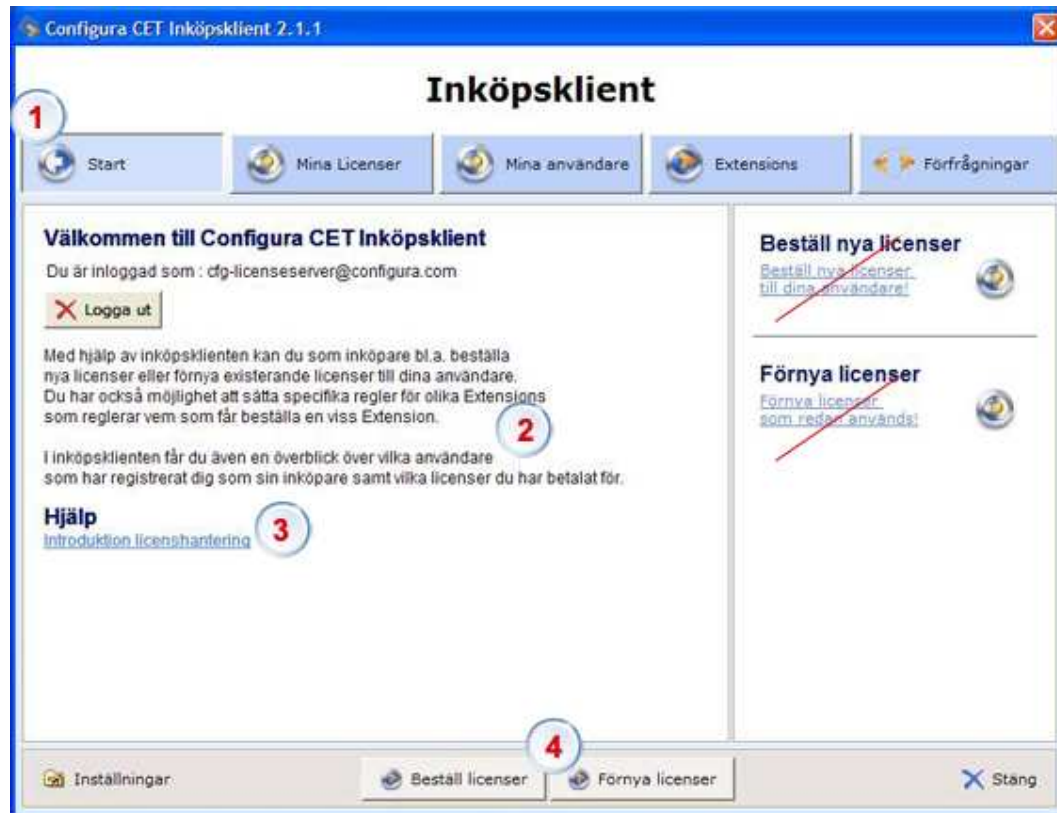 Configura CET Inköpsklient 2.1.1
Inköpsklient
1
Start
Mina Licenser
Mina användare
Extensions
Förfrågningar
Välkommen till Configura CET Inköpsklient
Du är inloggad som : cfg-licenseserver@configura.com
Logga ut
Med hjälp av inköpsklienten kan du som inköpare bl.a. beställa
nya licenser eller förnya existerande licenser till dina användare.
Du har också möjlighet att sätta specifika regler för olika Extensions
som reglerar vem som får beställa en viss Extension.
2
I inköpsklienten får du även en överblick över vilka användare
som har registrerat dig som sin inköpare samt vilka licenser du har betalat för.
Hjälp
Introduktion licenshantering
3
Beställ nya licenser
Beställ nya licenser
till dina användare!
Förnya licenser
Förnya licenser
som redan används!
4
Inställningar
Beställ licenser
Förnya licenser
Stäng